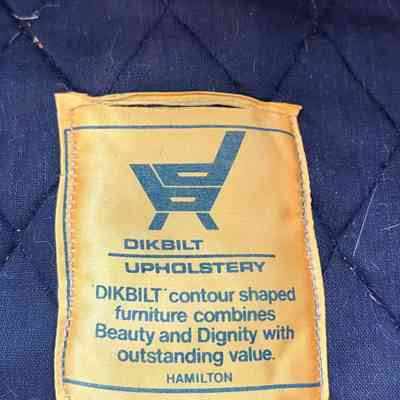 DIKBILT
UPHOLSTERY
'DIKBILT' contour shaped
furniture combines
Beauty and Dignity with
outstanding value.
HAMILTON